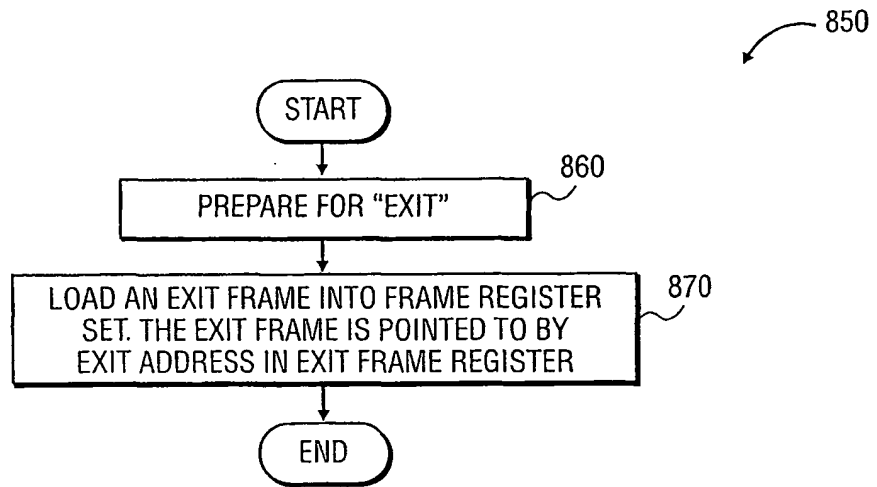 850
START
860
PREPARE FOR “EXIT”
870
LOAD AN EXIT FRAME INTO FRAME REGISTER
SET. THE EXIT FRAME IS POINTED TO BY
EXIT ADDRESS IN EXIT FRAME REGISTER
END